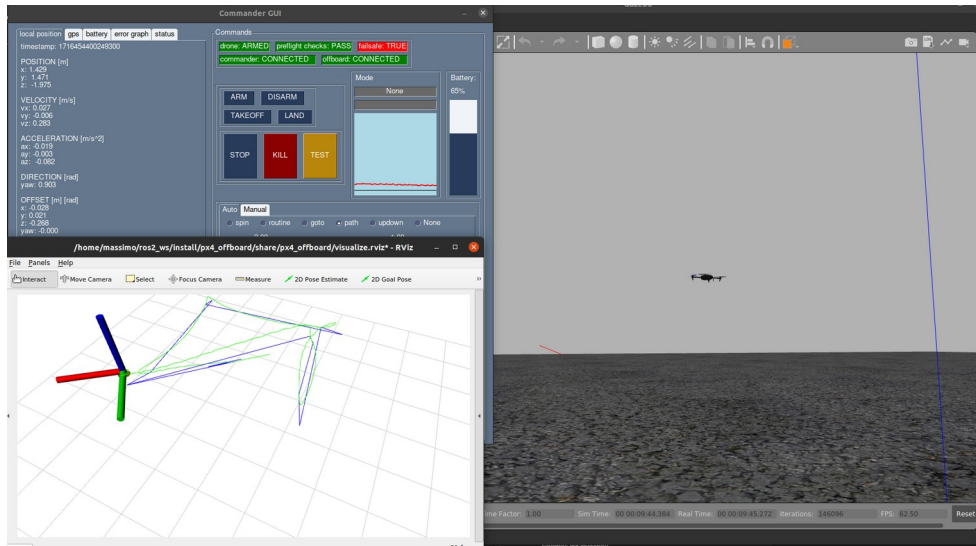 Commander GUI
local position gps battery error graph status
timestamp: 1716454400249300
POSITION [m]
x: 1.429
y: 1.471
z: -1.975
VELOCITY [m/s]
vx: 0.027
vy: -0.006
vz: 0.283
ACCELERATION [m/s^2]
ax: -0.019
ay: -0.003
az: -0.082
DIRECTION [rad]
yaw: 0.903
OFFSET [m] [rad]
x: -0.028
y: 0.021
z: -0.268
yaw: -0.000
Commands
drone: ARMED preflight checks: PASS failsafe: TRUE
commander: CONNECTED offboard: CONNECTED
ARM DISARM
TAKEOFF LAND
STOP KILL TEST
Mode
None
Battery:
65%
Auto Manual
spin routine goto path updown None
/home/massimo/ros2_ws/install/px4_offboard/share/px4_offboard/visualize.rviz* - RViz
File Panels Help
Interact Move Camera Select Focus Camera Measure 2D Pose Estimate 2D Goal Pose
Time Factor: 1.00 Sim Time: 00 00:09:44.384 Real Time: 00 00:09:45.272 Iterations: 146096 FPS: 62.50 Reset